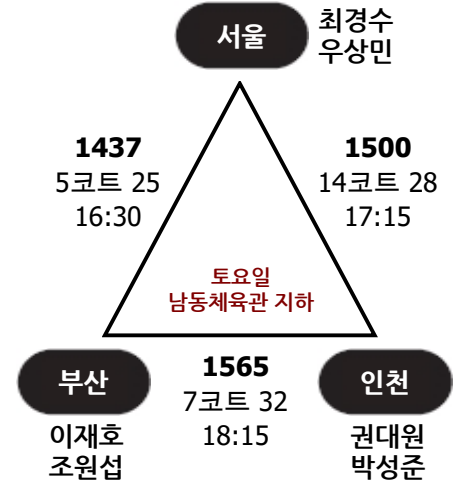 서울
최경수
우상민
1437
5코트 25
16:30
1500
14코트 28
17:15
토요일
남동체육관 지하
부산
이재호
조원섭
1565
7코트 32
18:15
인천
권대원
박성준